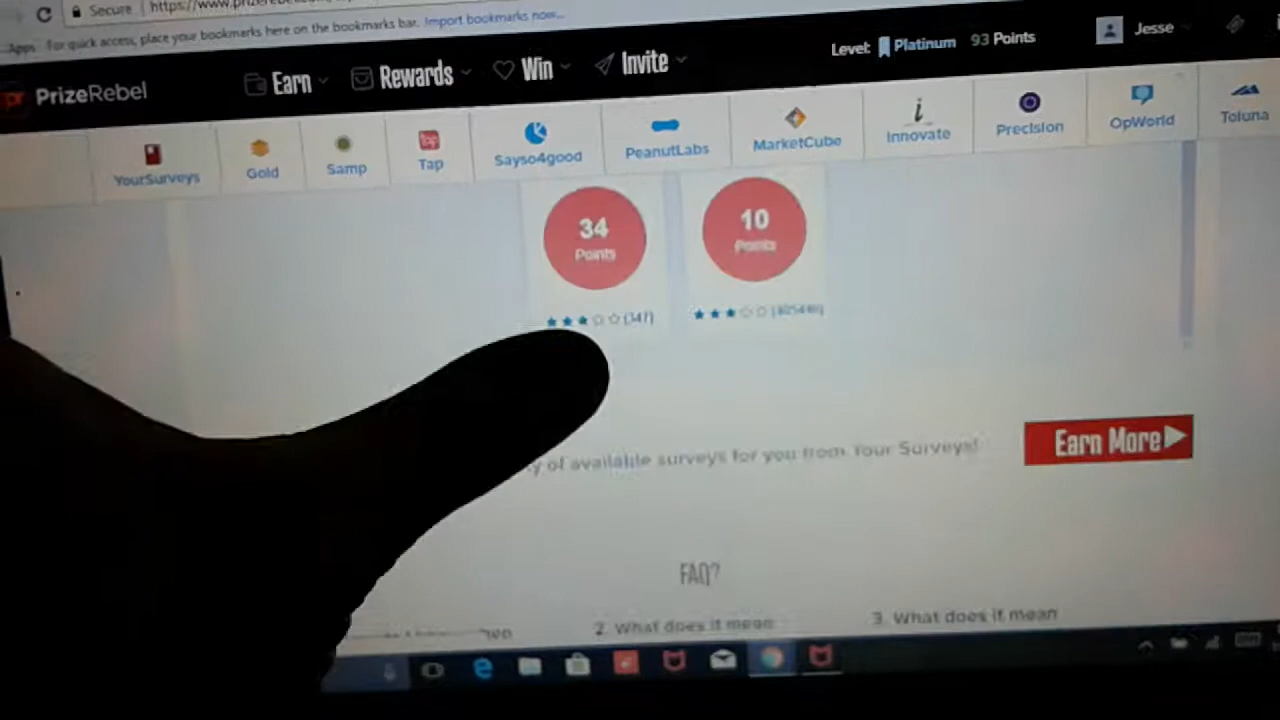 Secure https://www.prizerebel.com
Apps For quick access, place your bookmarks here on the bookmarks bar. Import bookmarks now...
PrizeRebel Earn Rewards Win Invite Level: Platinum 93 Points Jesse
YourSurveys Gold Samp Tap Sayso4good PeanutLabs MarketCube Innovate Precision OpWorld Toluna
tap
34 10
Points Points
(347)
of available surveys for you from Your Surveys!
Earn More
FAQ?
2. What does it mean 3. What does it mean